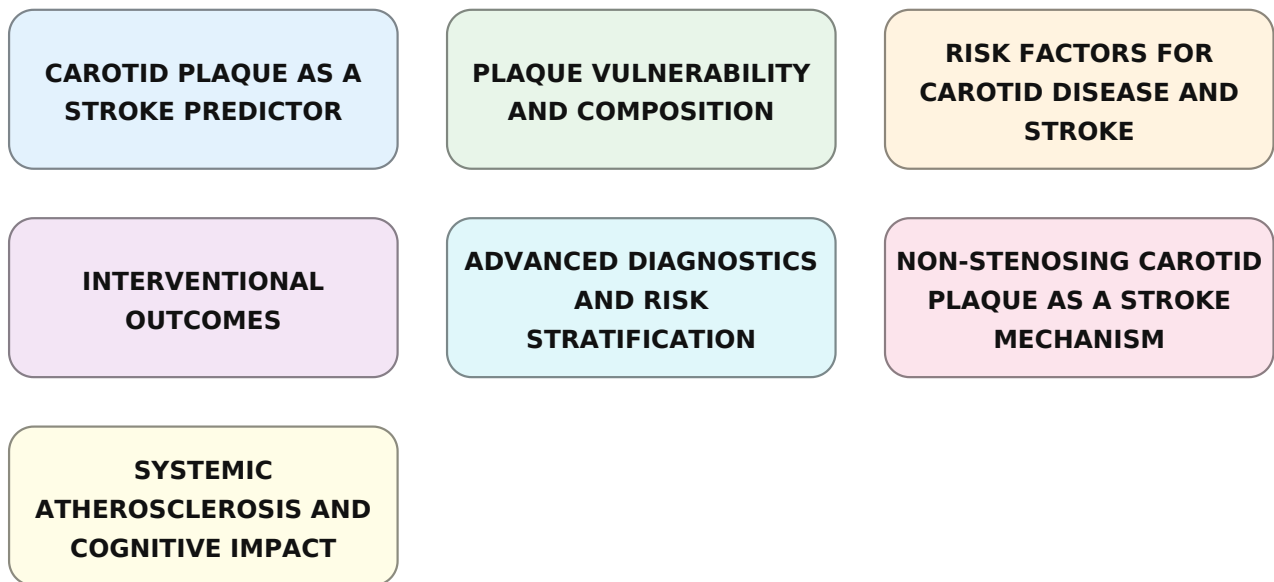 CAROTID PLAQUE AS A
STROKE PREDICTOR
PLAQUE VULNERABILITY
AND COMPOSITION
RISK FACTORS FOR
CAROTID DISEASE AND
STROKE
INTERVENTIONAL
OUTCOMES
ADVANCED DIAGNOSTICS
AND RISK
STRATIFICATION
NON-STENOSING CAROTID
PLAQUE AS A STROKE
MECHANISM
SYSTEMIC
ATHEROSCLEROSIS AND
COGNITIVE IMPACT